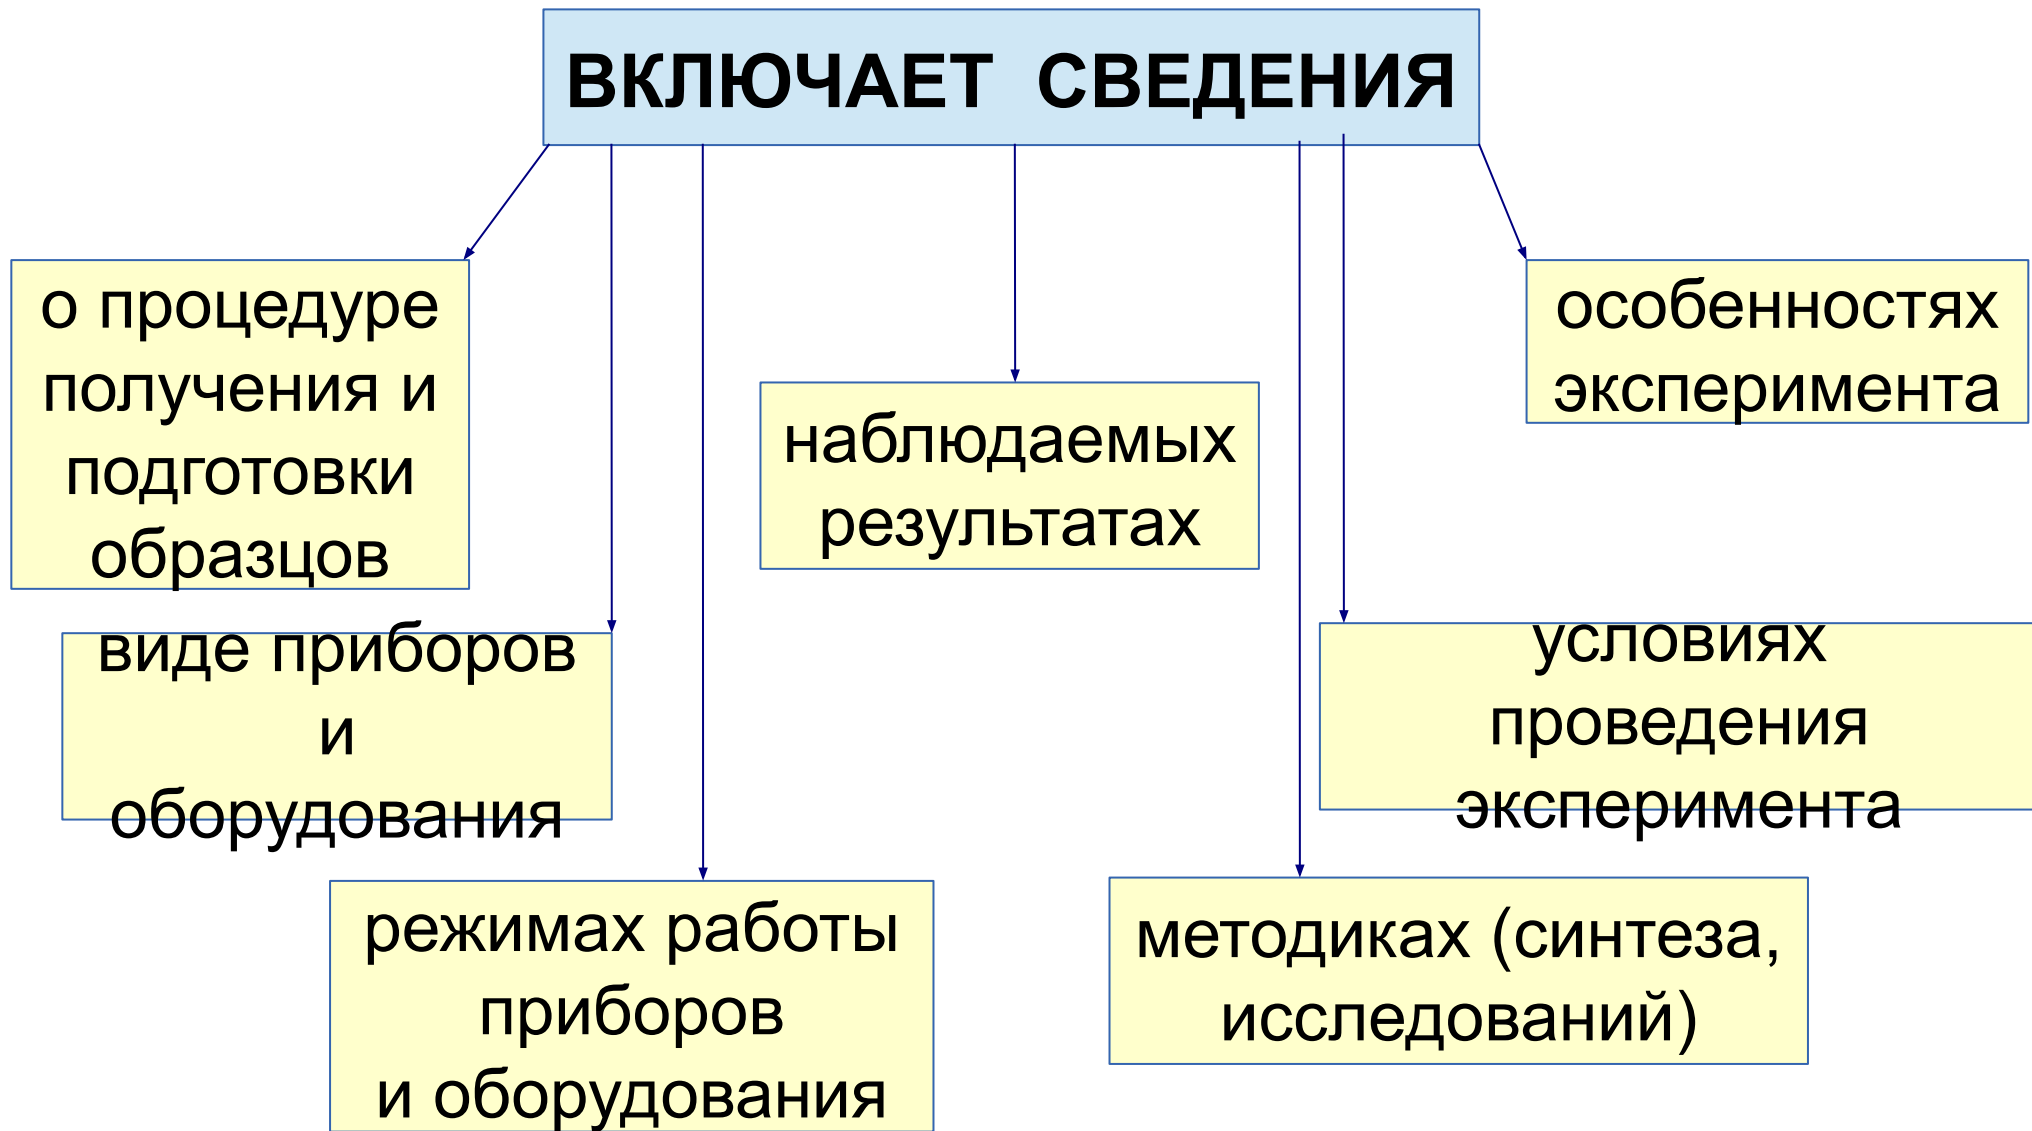 ВКЛЮЧАЕТ СВЕДЕНИЯ
о процедуре
получения и
подготовки
образцов
виде приборов
и
оборудования
режимах работы
приборов
и оборудования
наблюдаемых
результатах
методиках (синтеза,
исследований)
условиях
проведения
эксперимента
особенностях
эксперимента